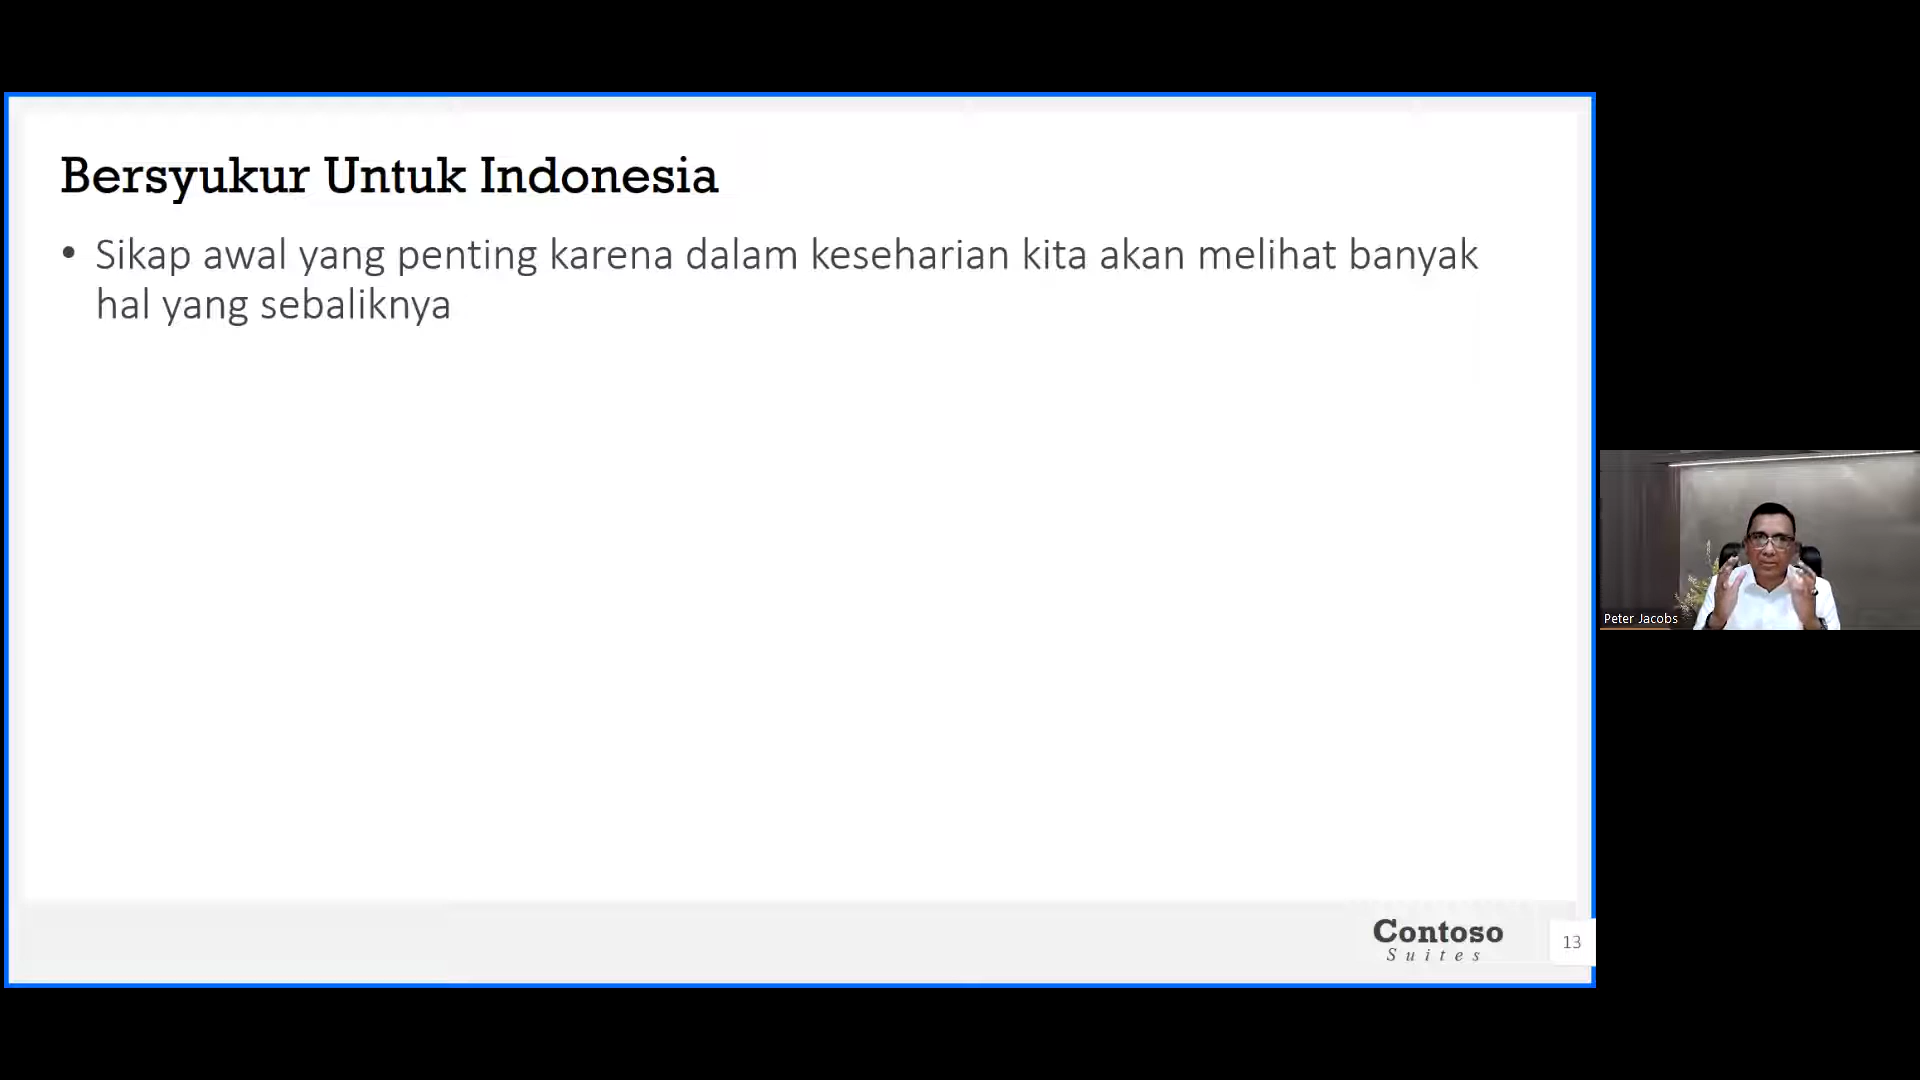 Bersyukur Untuk Indonesia
• Sikap awal yang penting karena dalam keseharian kita akan melihat banyak
hal yang sebaliknya
Peter Jacobs
Contoso
Suites
13